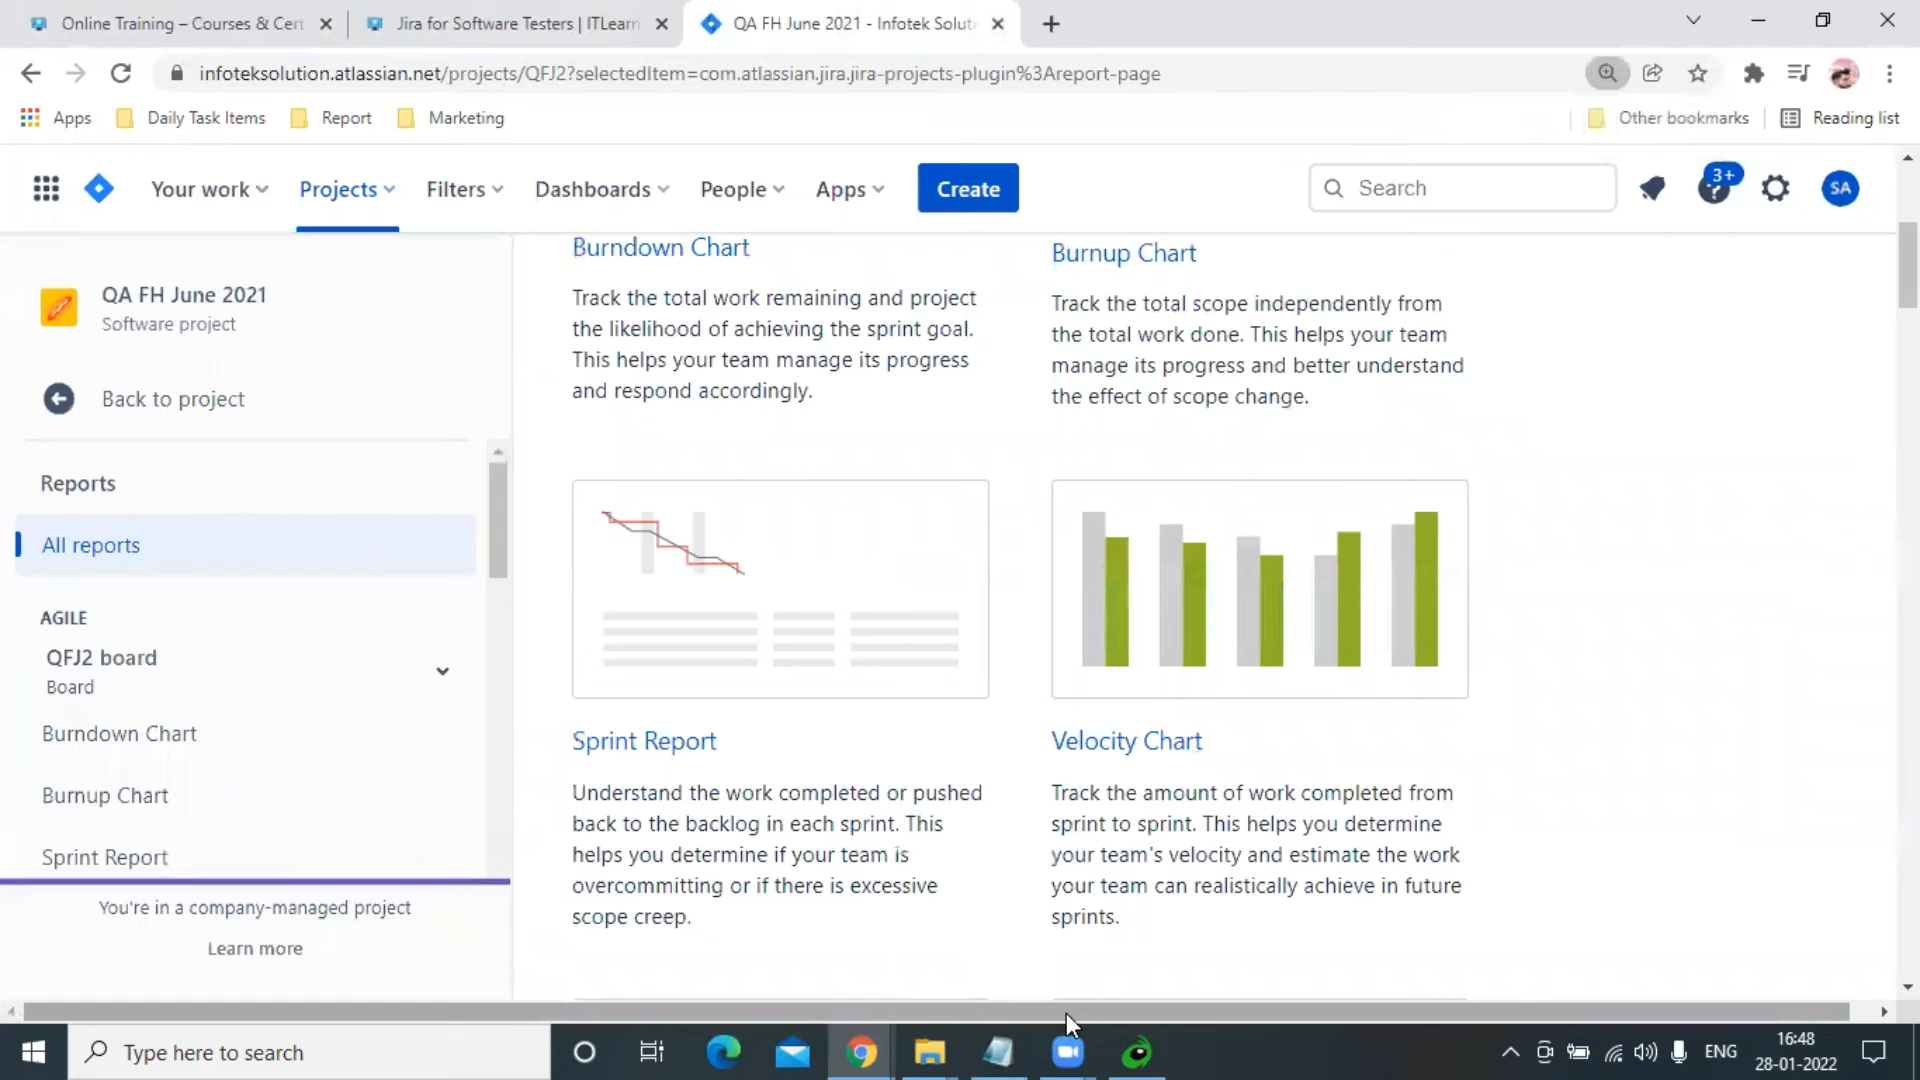 Online Training – Courses & Cert
Jira for Software Testers | ITLearn
QA FH June 2021 - Infotek Soluti
infoteksolution.atlassian.net/projects/QFJ2?selectedItem=com.atlassian.jira.jira-projects-plugin%3Areport-page
Apps
Daily Task Items
Report
Marketing
Other bookmarks
Reading list
Your work
Projects
Filters
Dashboards
People
Apps
Create
Search
3+
?
SA
QA FH June 2021
Software project
Back to project
Reports
All reports
AGILE
QFJ2 board
Board
Burndown Chart
Burnup Chart
Sprint Report
You're in a company-managed project
Learn more
Burndown Chart
Track the total work remaining and project
the likelihood of achieving the sprint goal.
This helps your team manage its progress
and respond accordingly.
Burnup Chart
Track the total scope independently from
the total work done. This helps your team
manage its progress and better understand
the effect of scope change.
Sprint Report
Understand the work completed or pushed
back to the backlog in each sprint. This
helps you determine if your team is
overcommitting or if there is excessive
scope creep.
Velocity Chart
Track the amount of work completed from
sprint to sprint. This helps you determine
your team's velocity and estimate the work
your team can realistically achieve in future
sprints.
Type here to search
ENG
16:48
28-01-2022